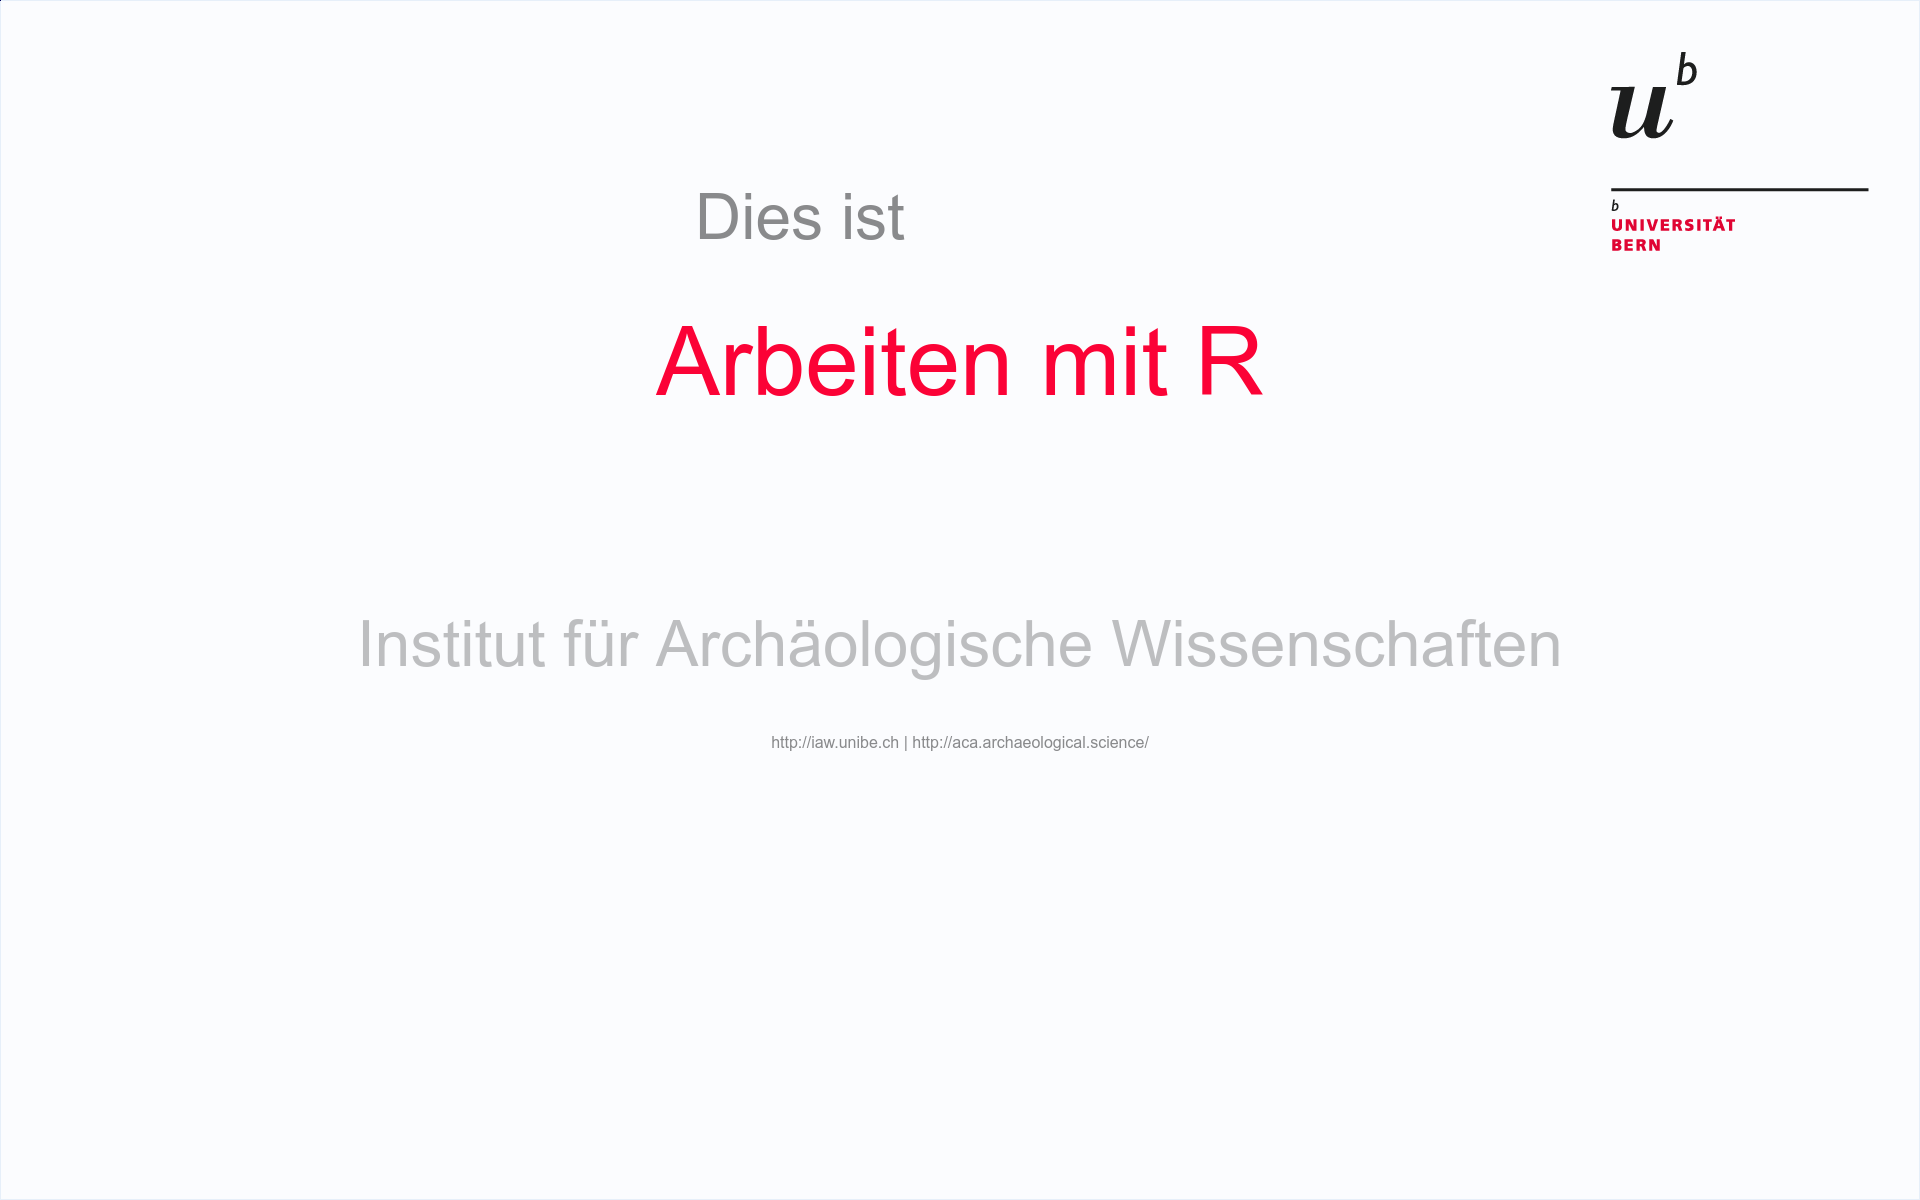 u b
b
UNIVERSITÄT
BERN
Dies ist
Arbeiten mit R
Institut für Archäologische Wissenschaften
http://iaw.unibe.ch | http://aca.archaeological.science/